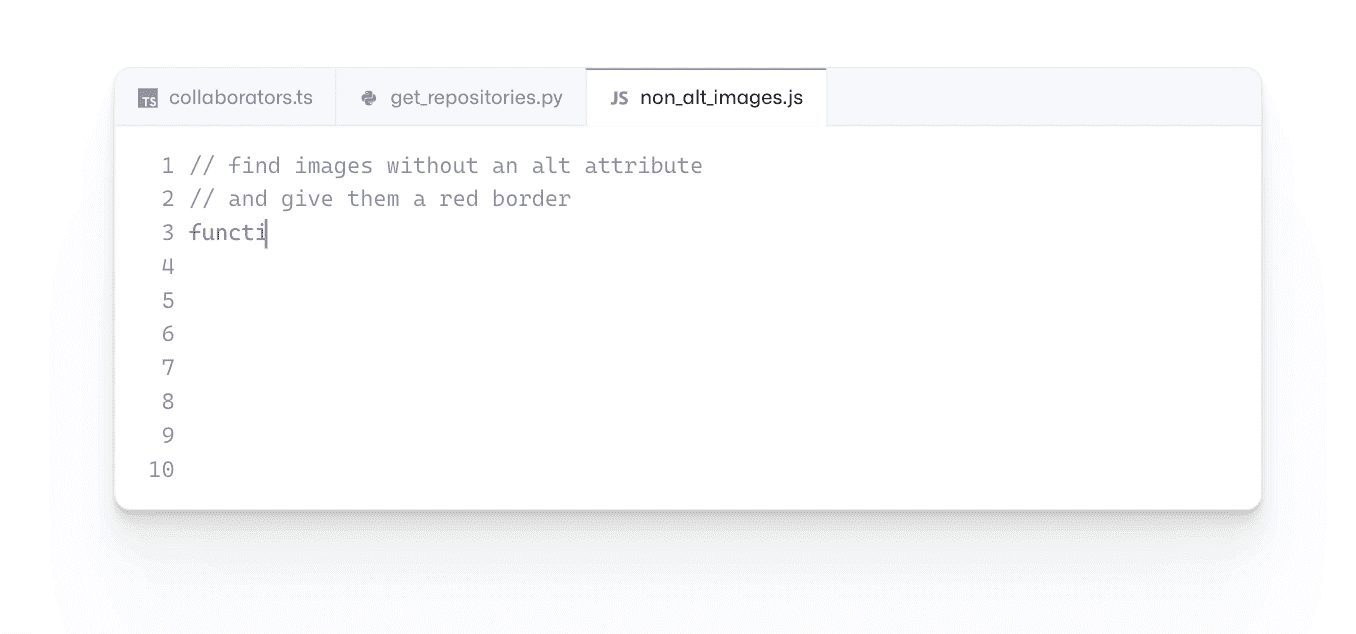 TS collaborators.ts get_repositories.py JS non_alt_images.js
1 // find images without an alt attribute
2 // and give them a red border
3 functi
4
5
6
7
8
9
10